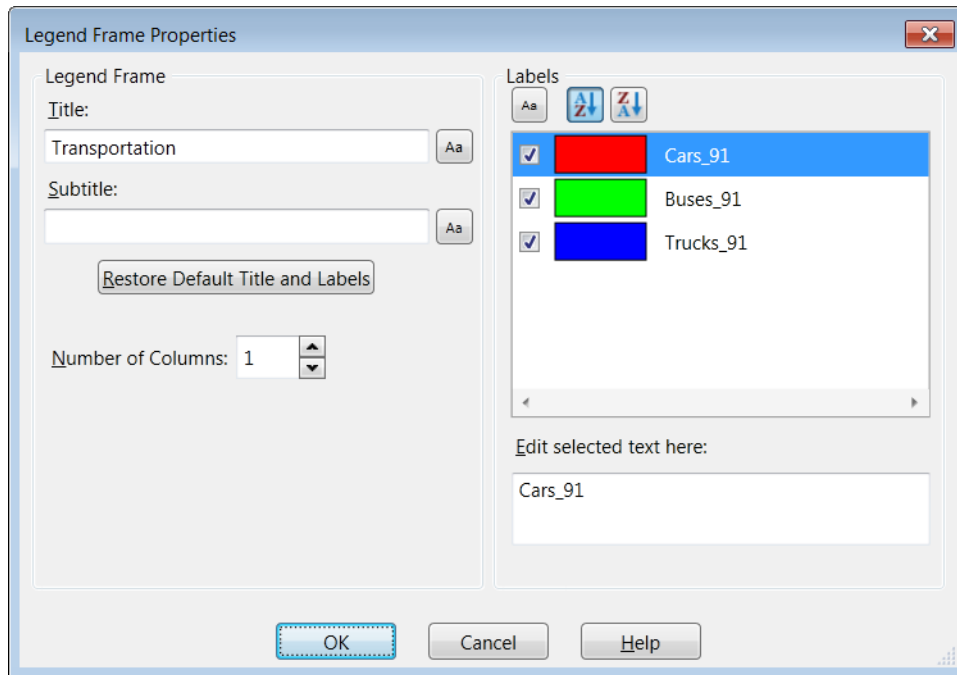 Legend Frame Properties
Legend Frame
Title:
Transportation
Aa
Subtitle:
Aa
Restore Default Title and Labels
Number of Columns: 1
Labels
Aa
A
Z
Z
A
Cars_91
Buses_91
Trucks_91
Edit selected text here:
Cars_91
OK
Cancel
Help